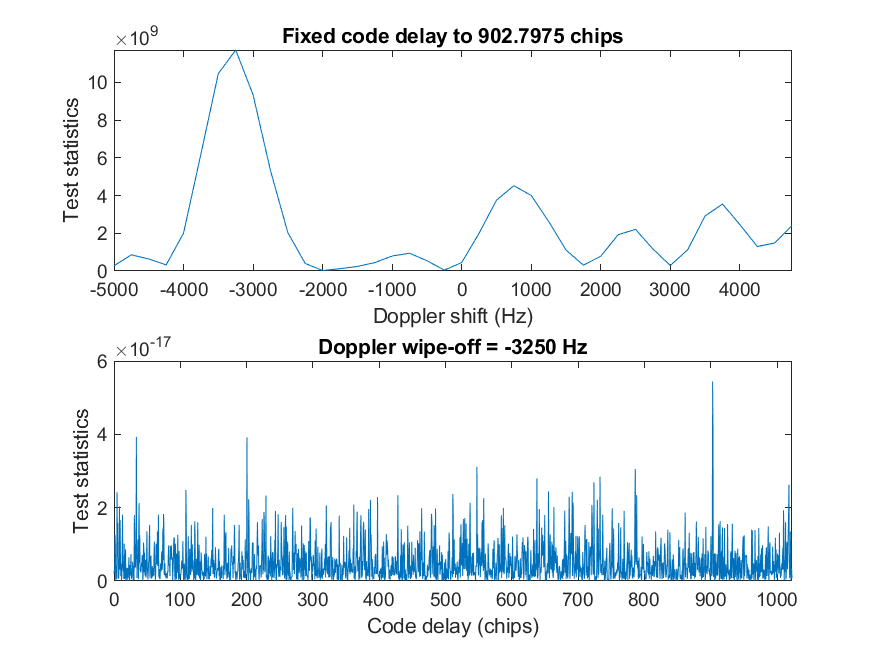 ×10^9
Fixed code delay to 902.7975 chips
10
8
6
4
2
0
Test statistics
-5000 -4000 -3000 -2000 -1000 0 1000 2000 3000 4000
Doppler shift (Hz)
×10^-17
Doppler wipe-off = -3250 Hz
6
4
2
0
Test statistics
0 100 200 300 400 500 600 700 800 900 1000
Code delay (chips)